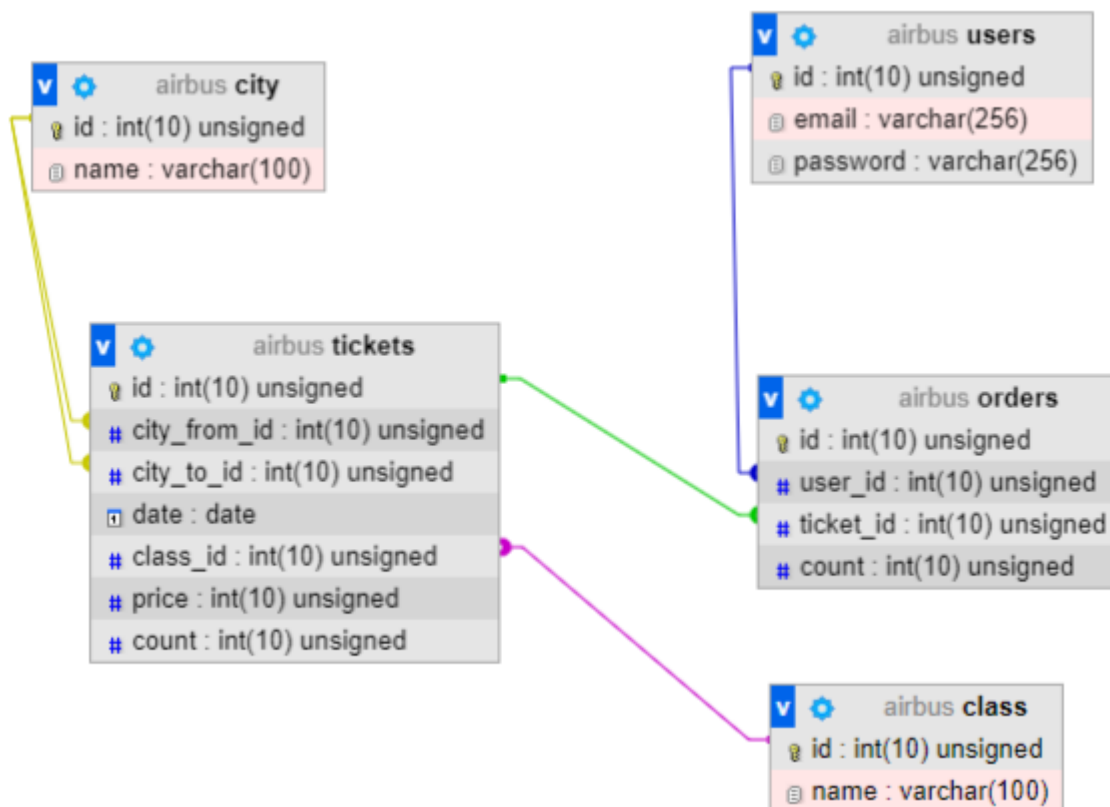 airbus city
id : int(10) unsigned
name : varchar(100)
airbus users
id : int(10) unsigned
email : varchar(256)
password : varchar(256)
airbus tickets
id : int(10) unsigned
city_from_id : int(10) unsigned
city_to_id : int(10) unsigned
date : date
class_id : int(10) unsigned
price : int(10) unsigned
count : int(10) unsigned
airbus orders
id : int(10) unsigned
user_id : int(10) unsigned
ticket_id : int(10) unsigned
count : int(10) unsigned
airbus class
id : int(10) unsigned
name : varchar(100)